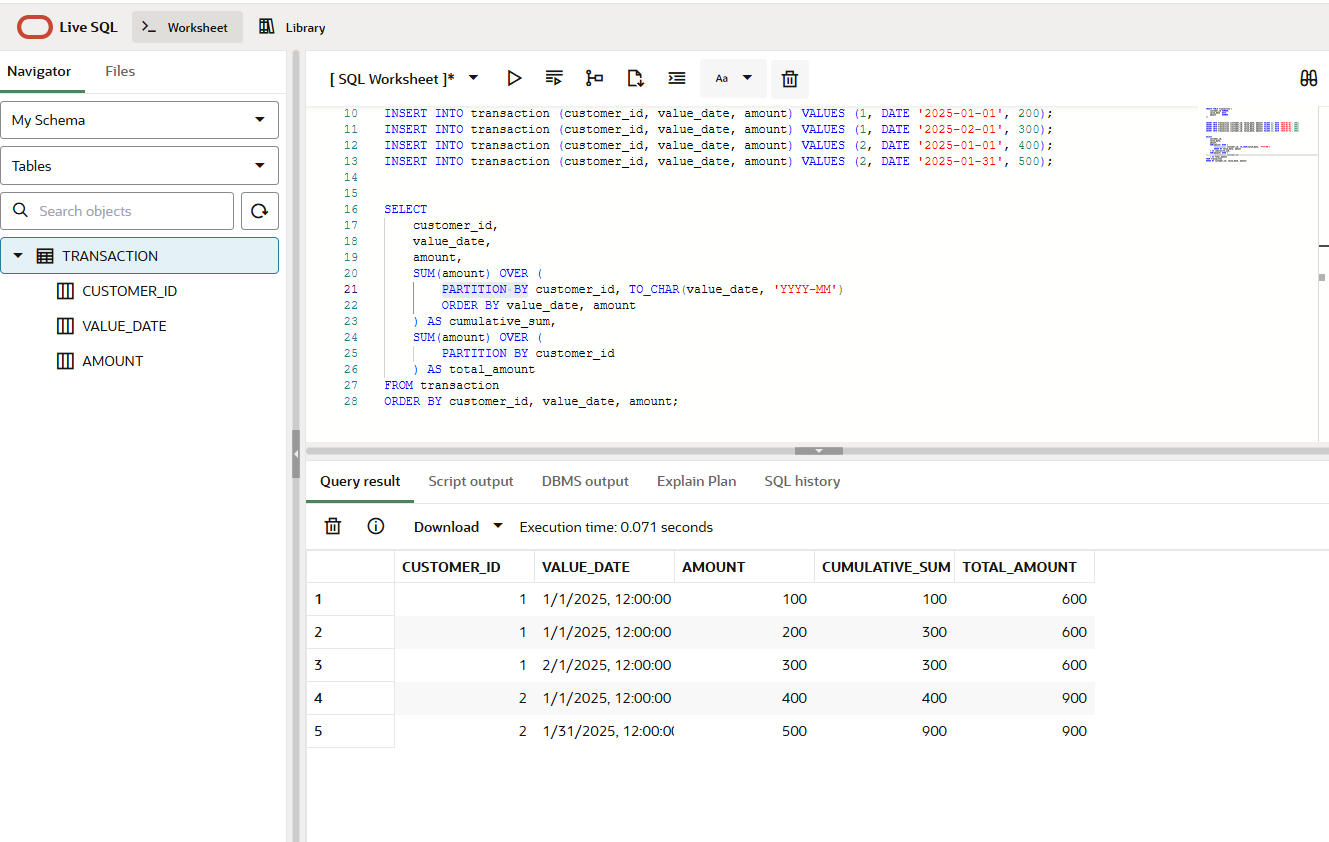 Live SQL
Worksheet
Library
Navigator
Files
My Schema
Tables
Search objects
TRANSACTION
CUSTOMER_ID
VALUE_DATE
AMOUNT
[ SQL Worksheet ]*
Aa
10 INSERT INTO transaction (customer_id, value_date, amount) VALUES (1, DATE '2025-01-01', 200);
11 INSERT INTO transaction (customer_id, value_date, amount) VALUES (1, DATE '2025-02-01', 300);
12 INSERT INTO transaction (customer_id, value_date, amount) VALUES (2, DATE '2025-01-01', 400);
13 INSERT INTO transaction (customer_id, value_date, amount) VALUES (2, DATE '2025-01-31', 500);
14
15
16 SELECT
17 customer_id,
18 value_date,
19 amount,
20 SUM(amount) OVER (
21 PARTITION BY customer_id, TO_CHAR(value_date, 'YYYY-MM')
22 ORDER BY value_date, amount
23 ) AS cumulative_sum,
24 SUM(amount) OVER (
25 PARTITION BY customer_id
26 ) AS total_amount
27 FROM transaction
28 ORDER BY customer_id, value_date, amount;
Query result Script output DBMS output Explain Plan SQL history
Download Execution time: 0.071 seconds
CUSTOMER_ID VALUE_DATE AMOUNT CUMULATIVE_SUM TOTAL_AMOUNT
1 1 1/1/2025, 12:00:00 100 100 600
2 1 1/1/2025, 12:00:00 200 300 600
3 1 2/1/2025, 12:00:00 300 300 600
4 2 1/1/2025, 12:00:00 400 400 900
5 2 1/31/2025, 12:00:00 500 900 900